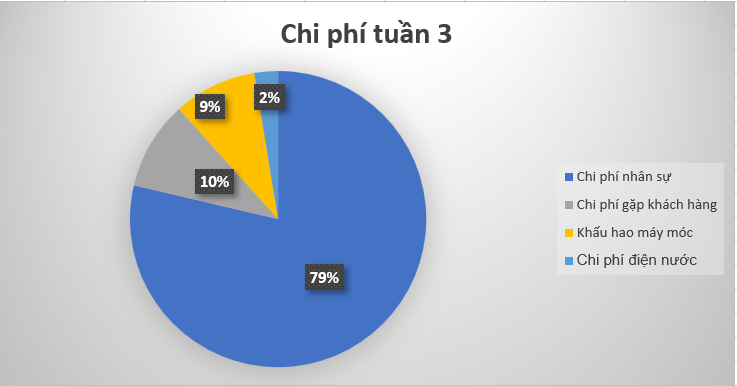 Chi phí tuần 3
9%
2%
10%
79%
Chi phí nhân sự
Chi phí gặp khách hàng
Khấu hao máy móc
Chi phí điện nước